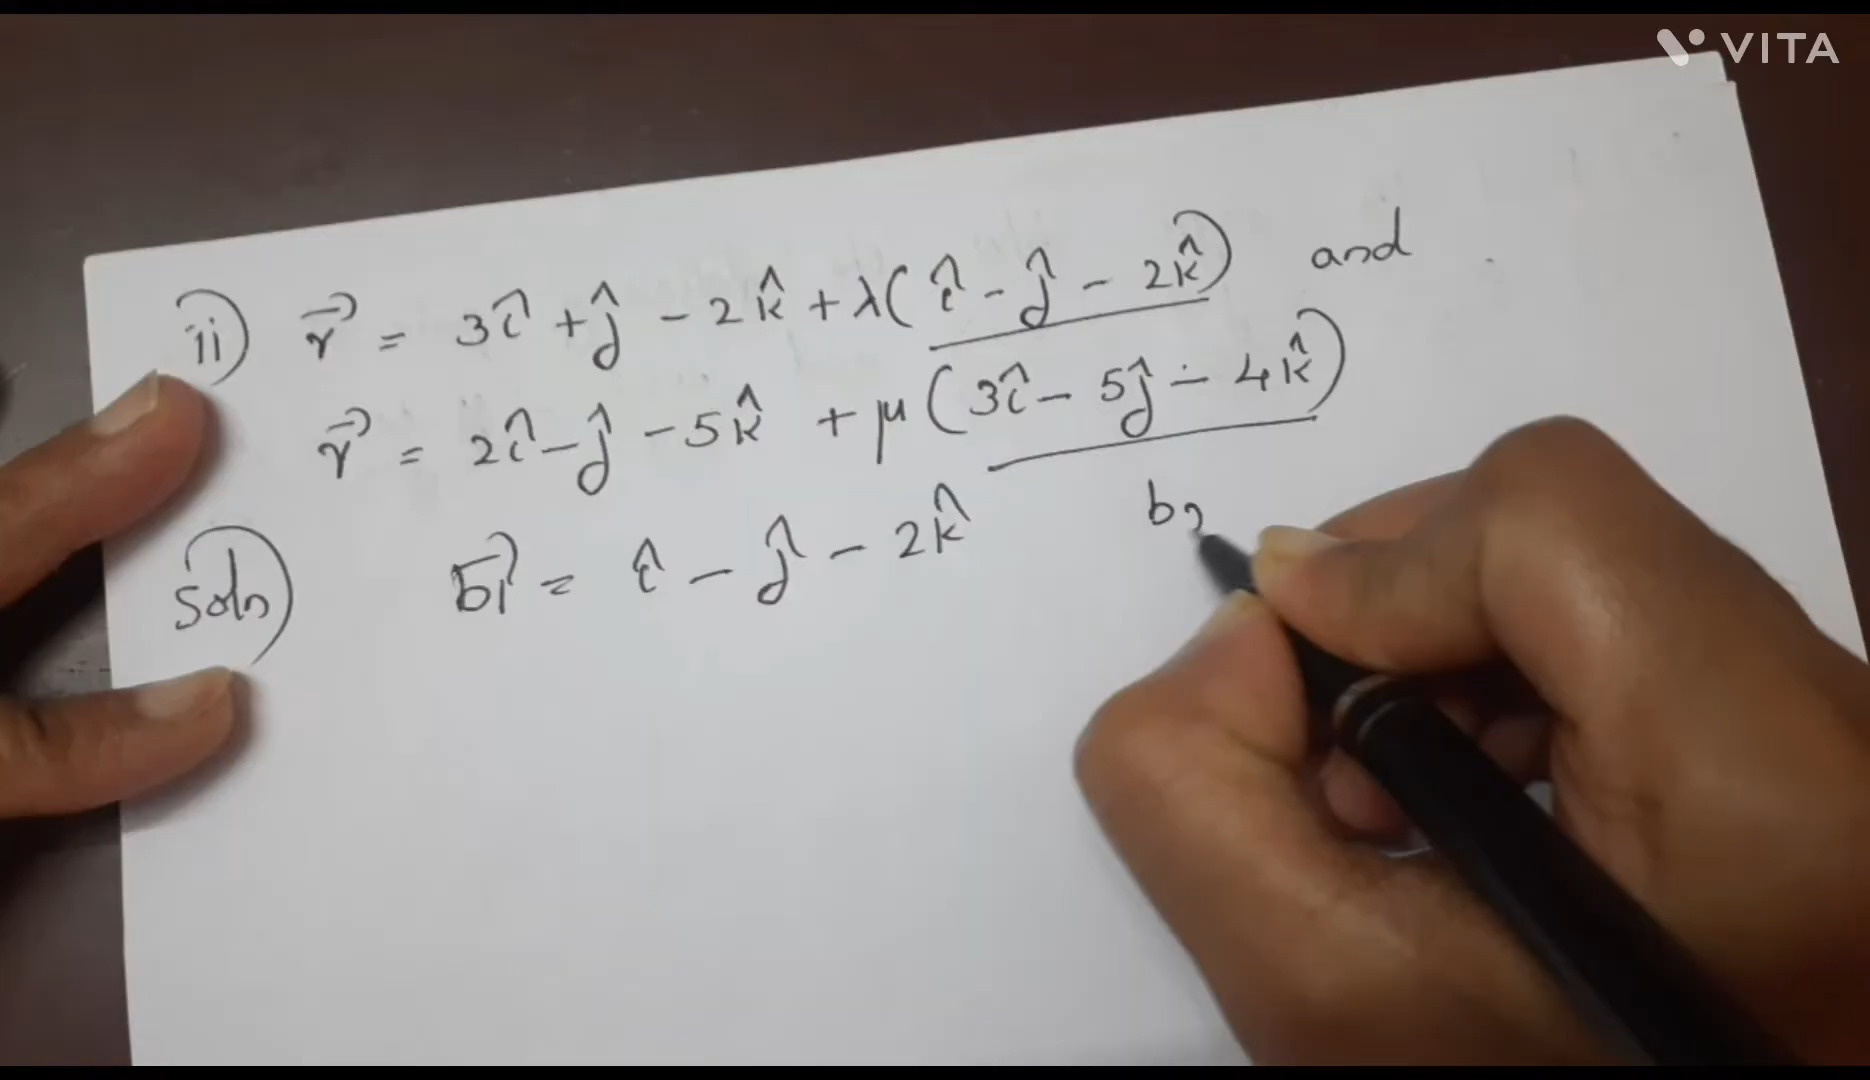 VITA
ii) r⃗ = 3î + ĵ - 2k̂ + λ(î - ĵ - 2k̂) and
r⃗ = 2î - ĵ - 5k̂ + μ(3î - 5ĵ - 4k̂)
Soln) b⃗1 = î - ĵ - 2k̂ b2